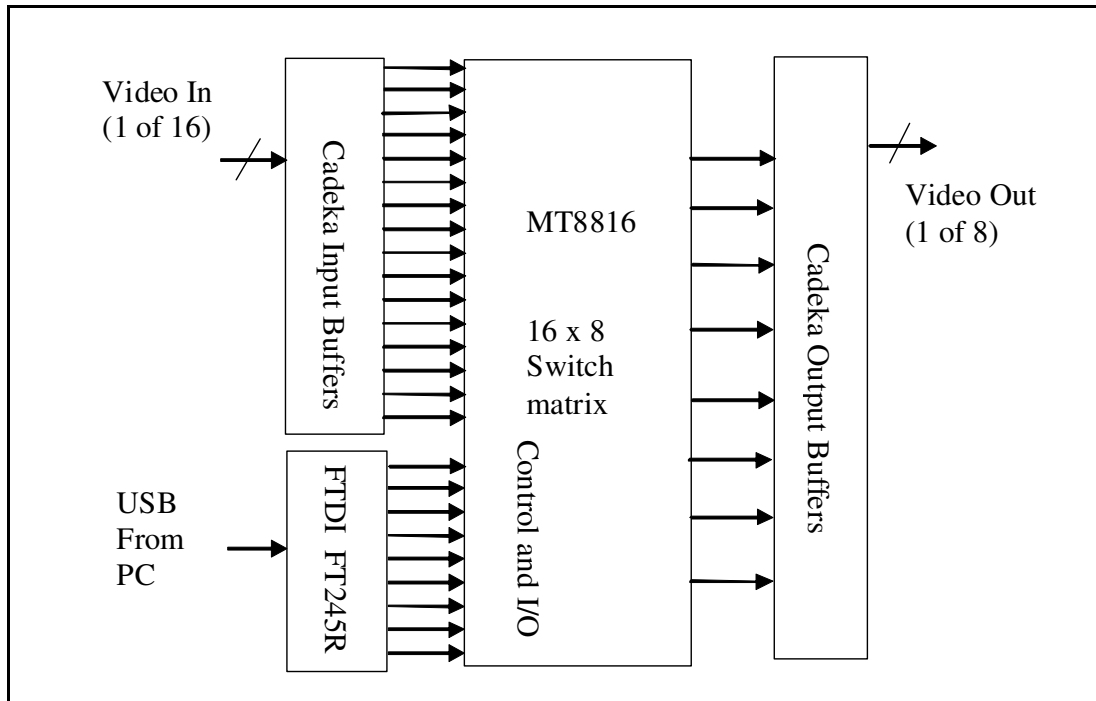 Video In
(1 of 16)
Cadeka Input Buffers
USB
From
PC
FTDI FT245R
MT8816
16 x 8
Switch
matrix
Control and I/O
Cadeka Output Buffers
Video Out
(1 of 8)